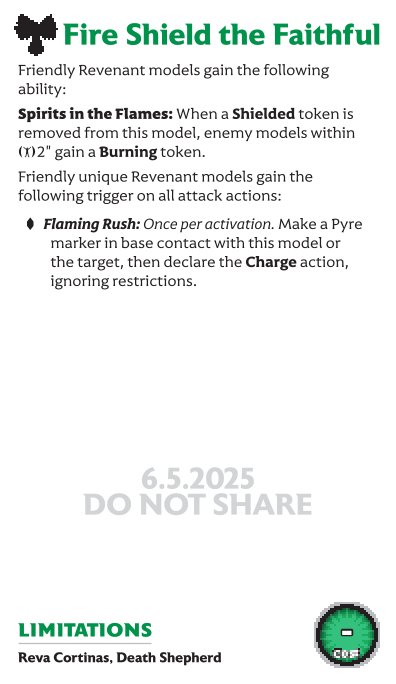 Fire Shield the Faithful
Friendly Revenant models gain the following
ability:
Spirits in the Flames: When a Shielded token is
removed from this model, enemy models within
2" gain a Burning token.
Friendly unique Revenant models gain the
following trigger on all attack actions:
Flaming Rush: Once per activation. Make a Pyre
marker in base contact with this model or
the target, then declare the Charge action,
ignoring restrictions.
6.5.2025
DO NOT SHARE
LIMITATIONS
Reva Cortinas, Death Shepherd